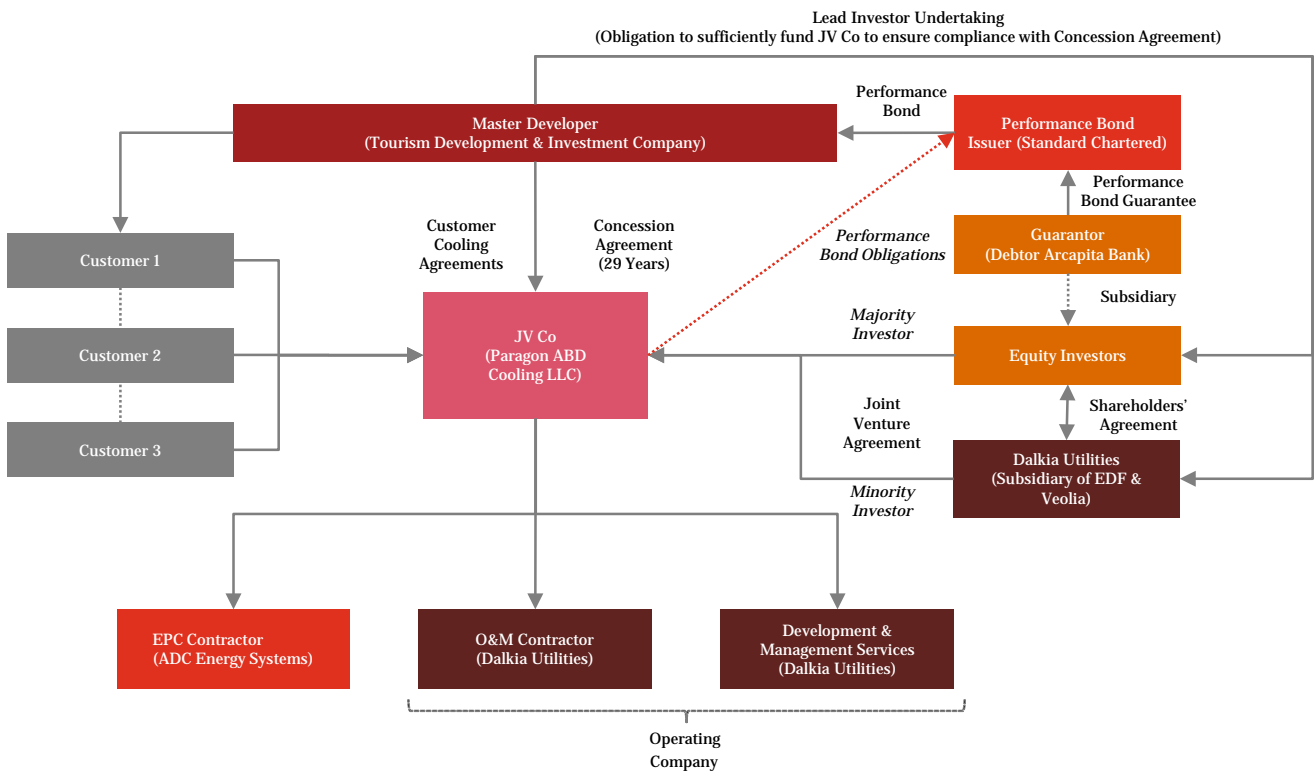 Lead Investor Undertaking
(Obligation to sufficiently fund JV Co to ensure compliance with Concession Agreement)
Master Developer
(Tourism Development & Investment Company)
Performance
Bond
Performance Bond
Issuer (Standard Chartered)
Performance
Bond Guarantee
Customer
Cooling
Agreements
Concession
Agreement
(29 Years)
Performance
Bond Obligations
Guarantor
(Debtor Arcapita Bank)
Subsidiary
Customer 1
Customer 2
Customer 3
JV Co
(Paragon ABD
Cooling LLC)
Majority
Investor
Equity Investors
Joint
Venture
Agreement
Shareholders'
Agreement
Minority
Investor
Dalkia Utilities
(Subsidiary of EDF &
Veolia)
EPC Contractor
(ADC Energy Systems)
O&M Contractor
(Dalkia Utilities)
Development &
Management Services
(Dalkia Utilities)
Operating
Company